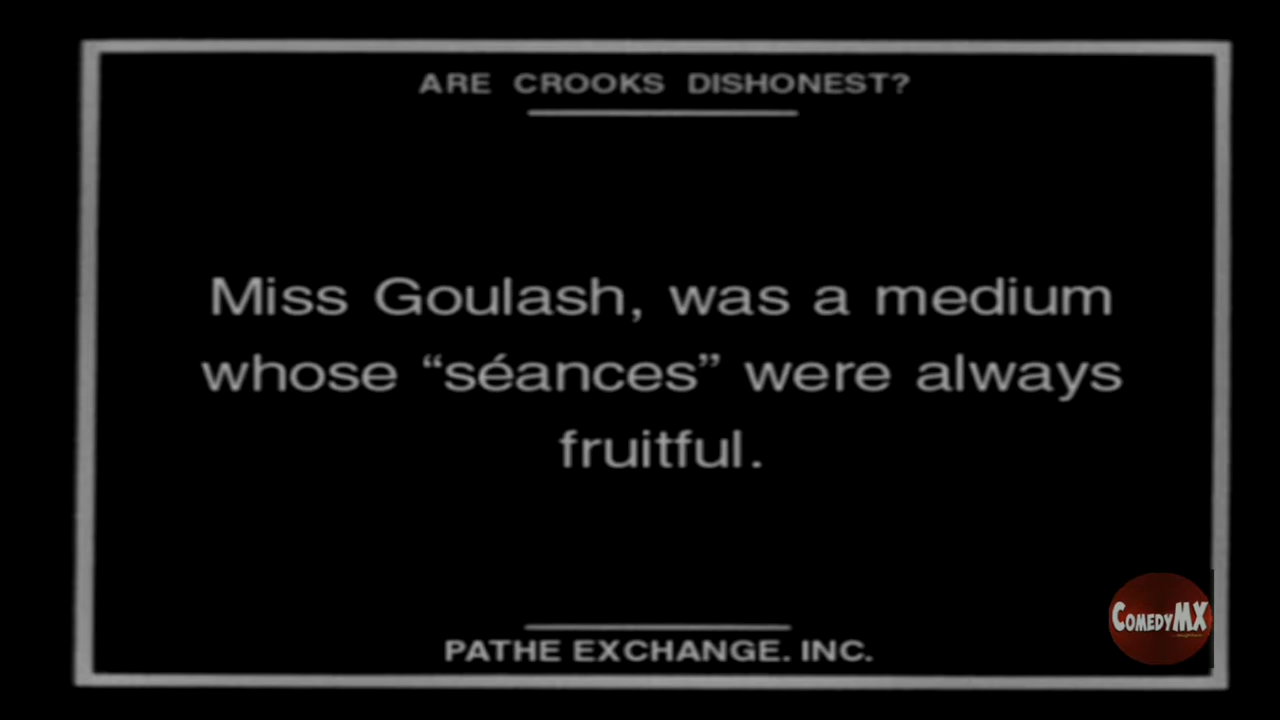 ARE CROOKS DISHONEST?
Miss Goulash, was a medium
whose “séances” were always
fruitful.
PATHE EXCHANGE. INC.
COMEDYMX